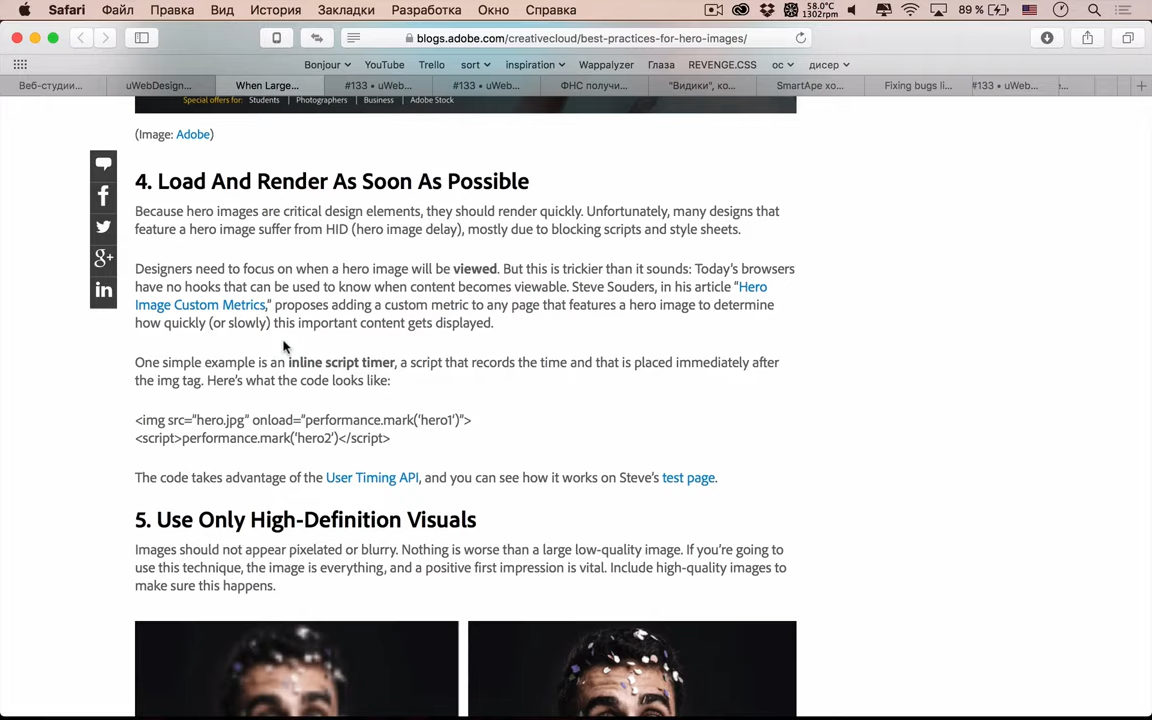 Safari Файл Правка Вид История Закладки Разработка Окно Справка 58.0°C 1302rpm 89 %
blogs.adobe.com/creativecloud/best-practices-for-hero-images/
Bonjour YouTube Trello sort inspiration Wappalyzer Глаза REVENGE.CSS ос дисер
Веб-студии... uWebDesign... When Large... #133 • uWeb... #133 • uWeb... ФНС получи... "Видики", ко... SmartApe хо... Fixing bugs li... #133 • uWeb...
Special offers for: Students | Photographers | Business | Adobe Stock
(Image: Adobe)
4. Load And Render As Soon As Possible
Because hero images are critical design elements, they should render quickly. Unfortunately, many designs that
feature a hero image suffer from HID (hero image delay), mostly due to blocking scripts and style sheets.
Designers need to focus on when a hero image will be viewed. But this is trickier than it sounds: Today's browsers
have no hooks that can be used to know when content becomes viewable. Steve Souders, in his article “Hero
Image Custom Metrics,” proposes adding a custom metric to any page that features a hero image to determine
how quickly (or slowly) this important content gets displayed.
One simple example is an inline script timer, a script that records the time and that is placed immediately after
the img tag. Here's what the code looks like:
<img src=”hero.jpg” onload=”performance.mark(‘hero1’)”>
<script>performance.mark(‘hero2’)</script>
The code takes advantage of the User Timing API, and you can see how it works on Steve's test page.
5. Use Only High-Definition Visuals
Images should not appear pixelated or blurry. Nothing is worse than a large low-quality image. If you're going to
use this technique, the image is everything, and a positive first impression is vital. Include high-quality images to
make sure this happens.